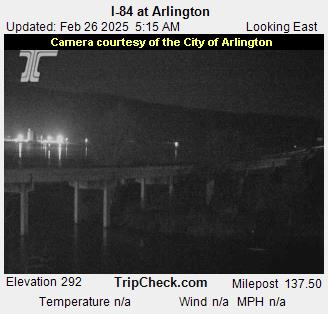 I-84 at Arlington
Updated: Feb 26 2025 5:15 AM Looking East
Camera courtesy of the City of Arlington
Elevation 292 TripCheck.com Milepost 137.50
Temperature n/a Wind n/a MPH n/a